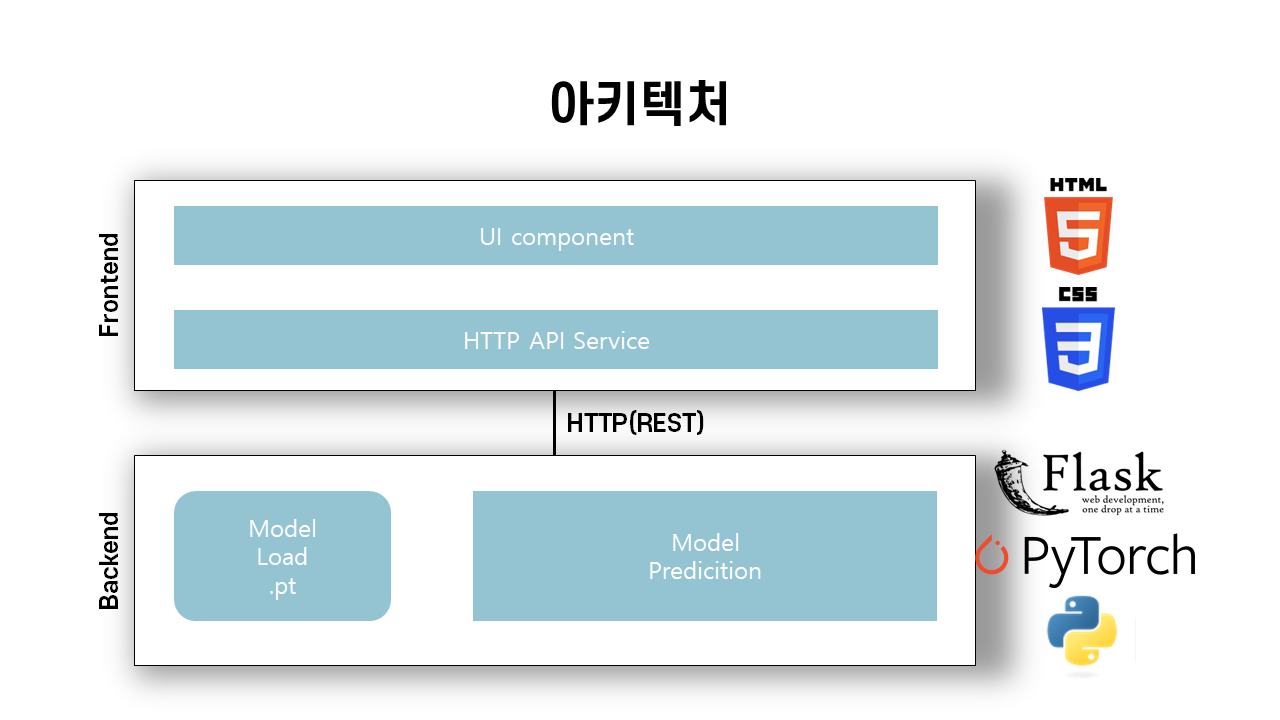 아키텍처
Frontend
UI component
HTTP API Service
HTML
5
CSS
3
HTTP(REST)
Backend
Model
Load
.pt
Model
Predicition
Flask
web development,
one drop at a time
PyTorch